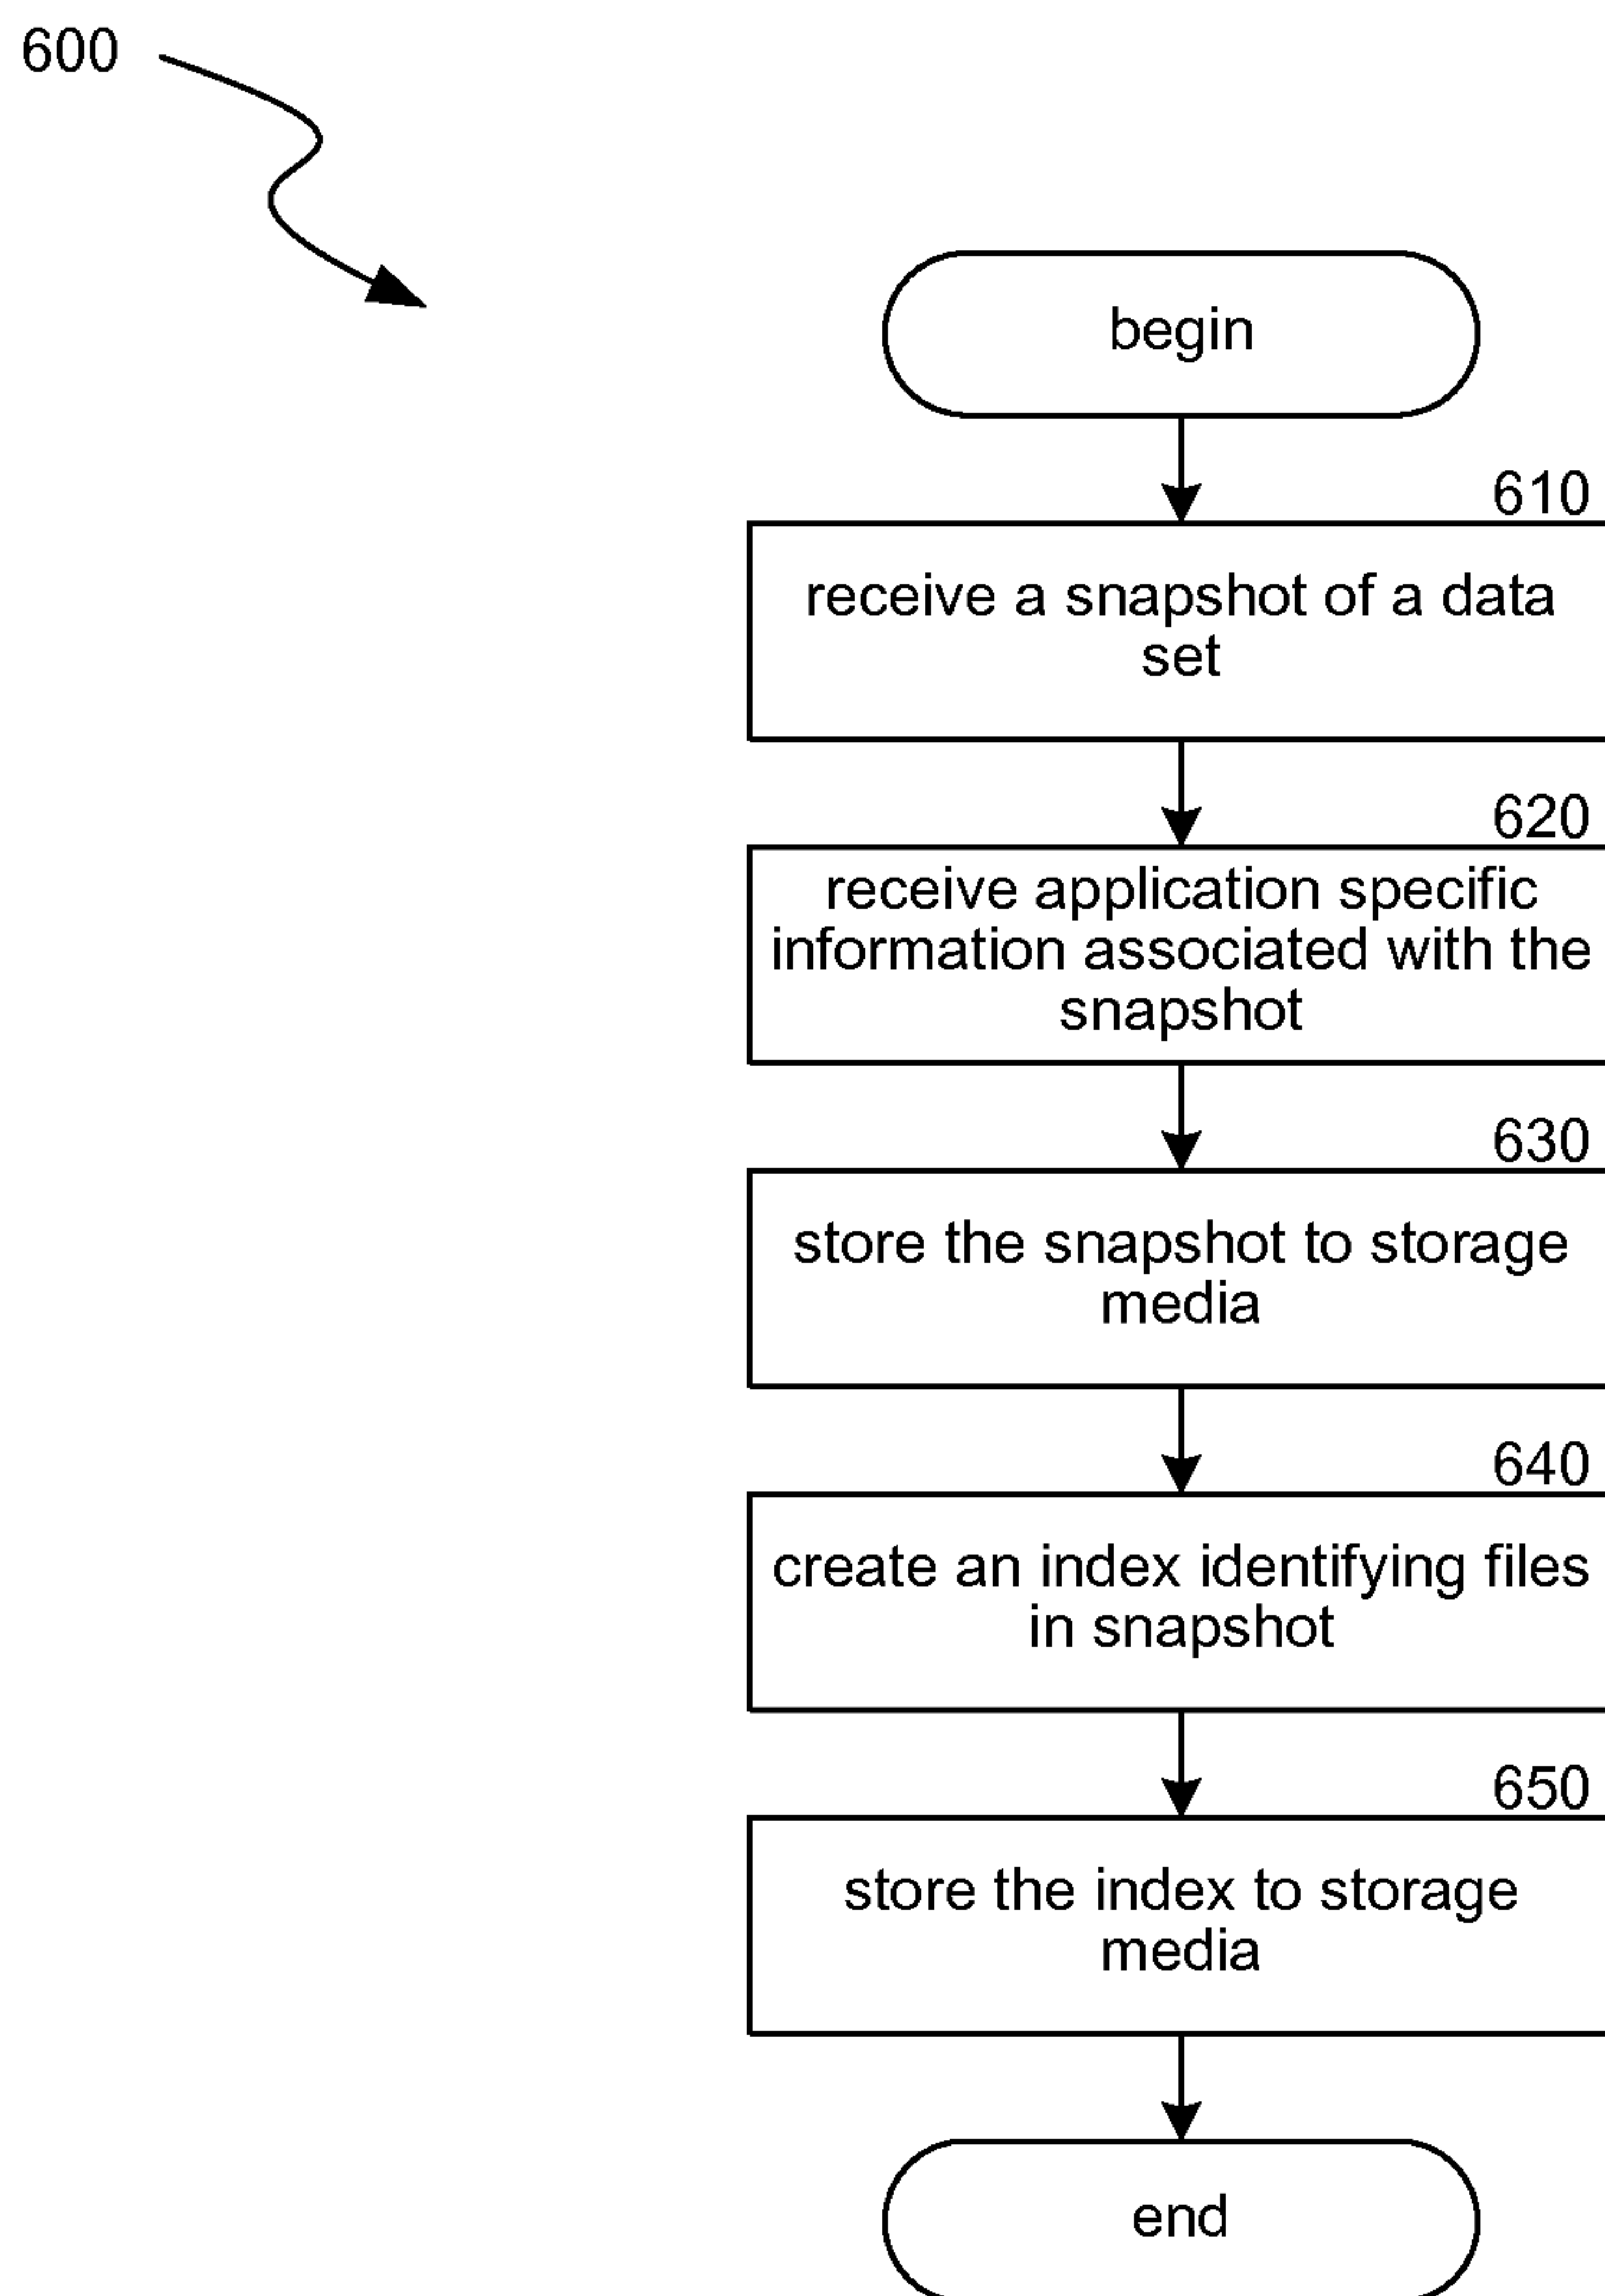 600
begin
610
receive a snapshot of a data
set
620
receive application specific
information associated with the
snapshot
630
store the snapshot to storage
media
640
create an index identifying files
in snapshot
650
store the index to storage
media
end